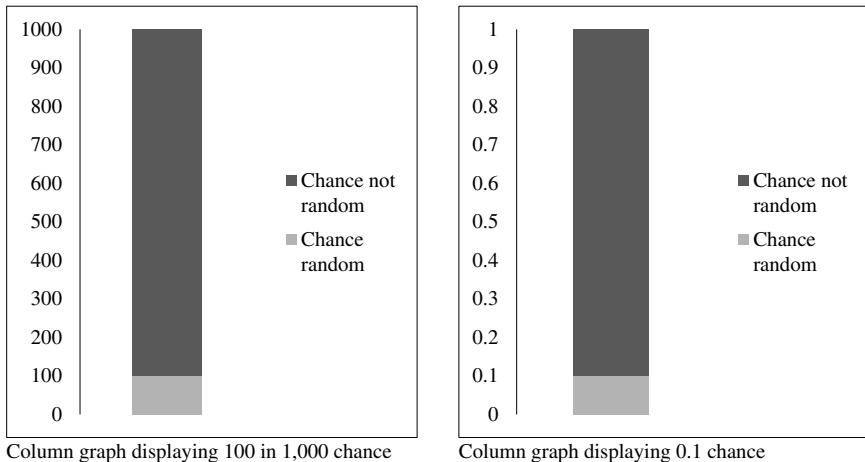 1000
900
800
700
600
500
400
300
200
100
0
Chance not
random
Chance
random
Column graph displaying 100 in 1,000 chance
1
0.9
0.8
0.7
0.6
0.5
0.4
0.3
0.2
0.1
0
Chance not
random
Chance
random
Column graph displaying 0.1 chance